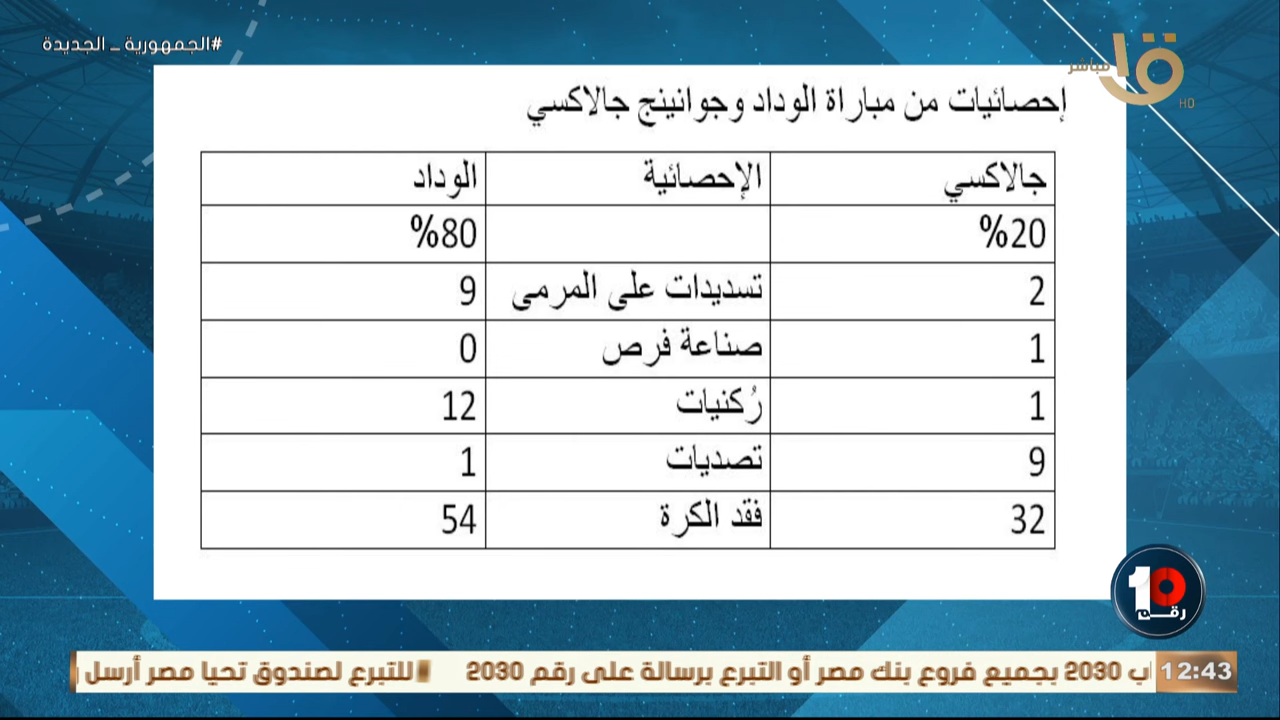 #الجمهورية _ الجديدة
مباشر
HD
إحصائيات من مباراة الوداد وجوانينج جالاكسي
جالاكسي الإحصائية الوداد
%20 %80
2 تسديدات على المرمى 9
1 صناعة فرص 0
1 رُكنيات 12
9 تصديات 1
32 فقد الكرة 54
رقم 10
12:43 ب 2030 بجميع فروع بنك مصر أو التبرع برسالة على رقم 2030 للتبرع لصندوق تحيا مصر أرسل